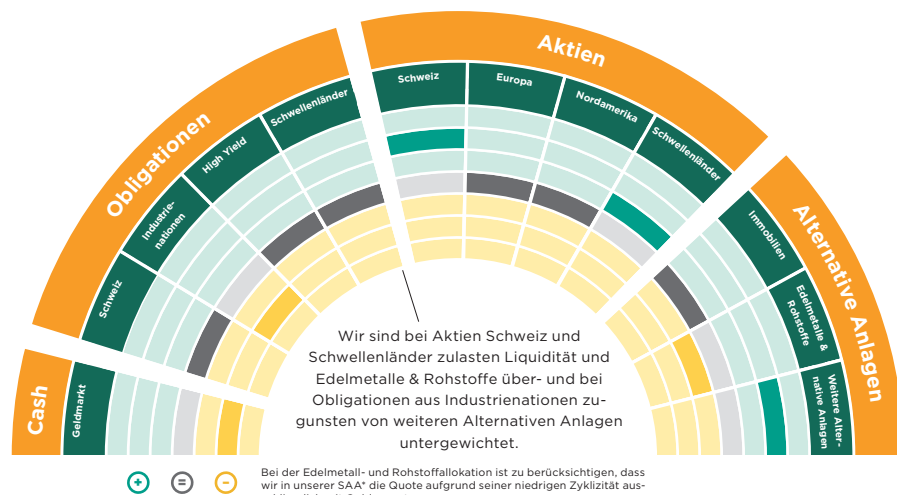 Cash
Obligationen
Aktien
Alternative Anlagen
Geldmarkt
Schweiz
Industrie-
nationen
High Yield
Schwellenländer
Schweiz
Europa
Nordamerika
Schwellenländer
Immobilien
Edelmetalle &
Rohstoffe
Weitere Alter-
native Anlagen
Wir sind bei Aktien Schweiz und
Schwellenländer zulasten Liquidität und
Edelmetalle & Rohstoffe über- und bei
Obligationen aus Industrienationen zu-
gunsten von weiteren Alternativen Anlagen
untergewichtet.
+ = -
Bei der Edelmetall- und Rohstoffallokation ist zu berücksichtigen, dass
wir in unserer SAA* die Quote aufgrund seiner niedrigen Zyklizität aus-